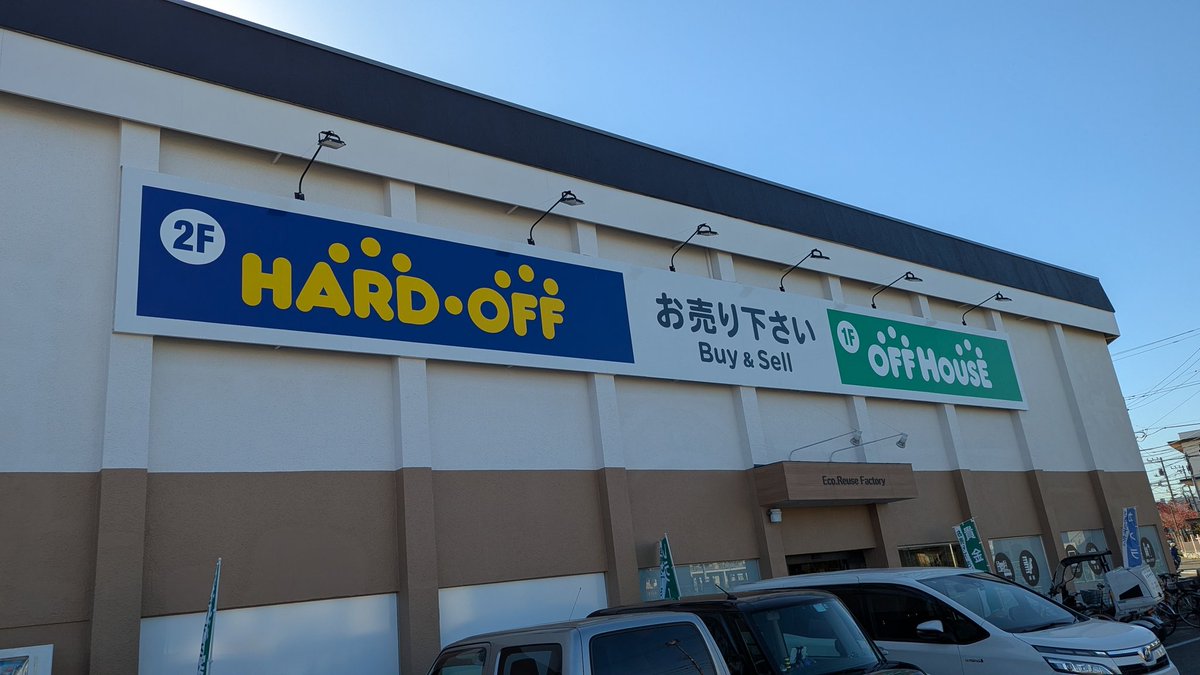 2F
HARD・OFF
お売り下さい
Buy & Sell
1F
OFF HOUSE
Eco.Reuse Factory